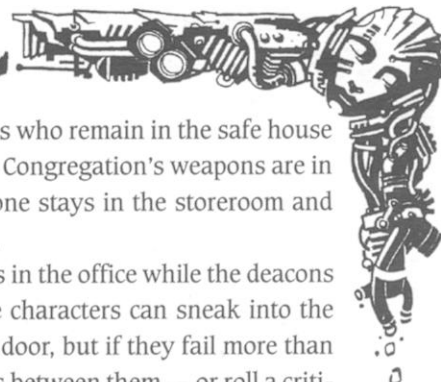 s who remain in the safe house
Congregation's weapons are in
one stays in the storeroom and
s in the office while the deacons
e characters can sneak into the
door, but if they fail more than
s between them — or roll a criti-